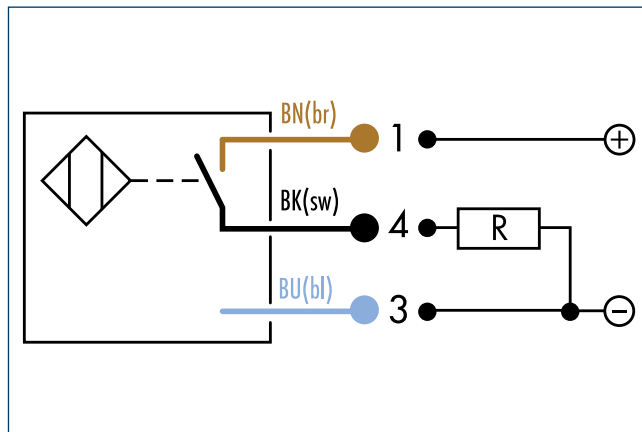 BN(br) 1 +
BK(sw) 4 R
BU(bl) 3 −